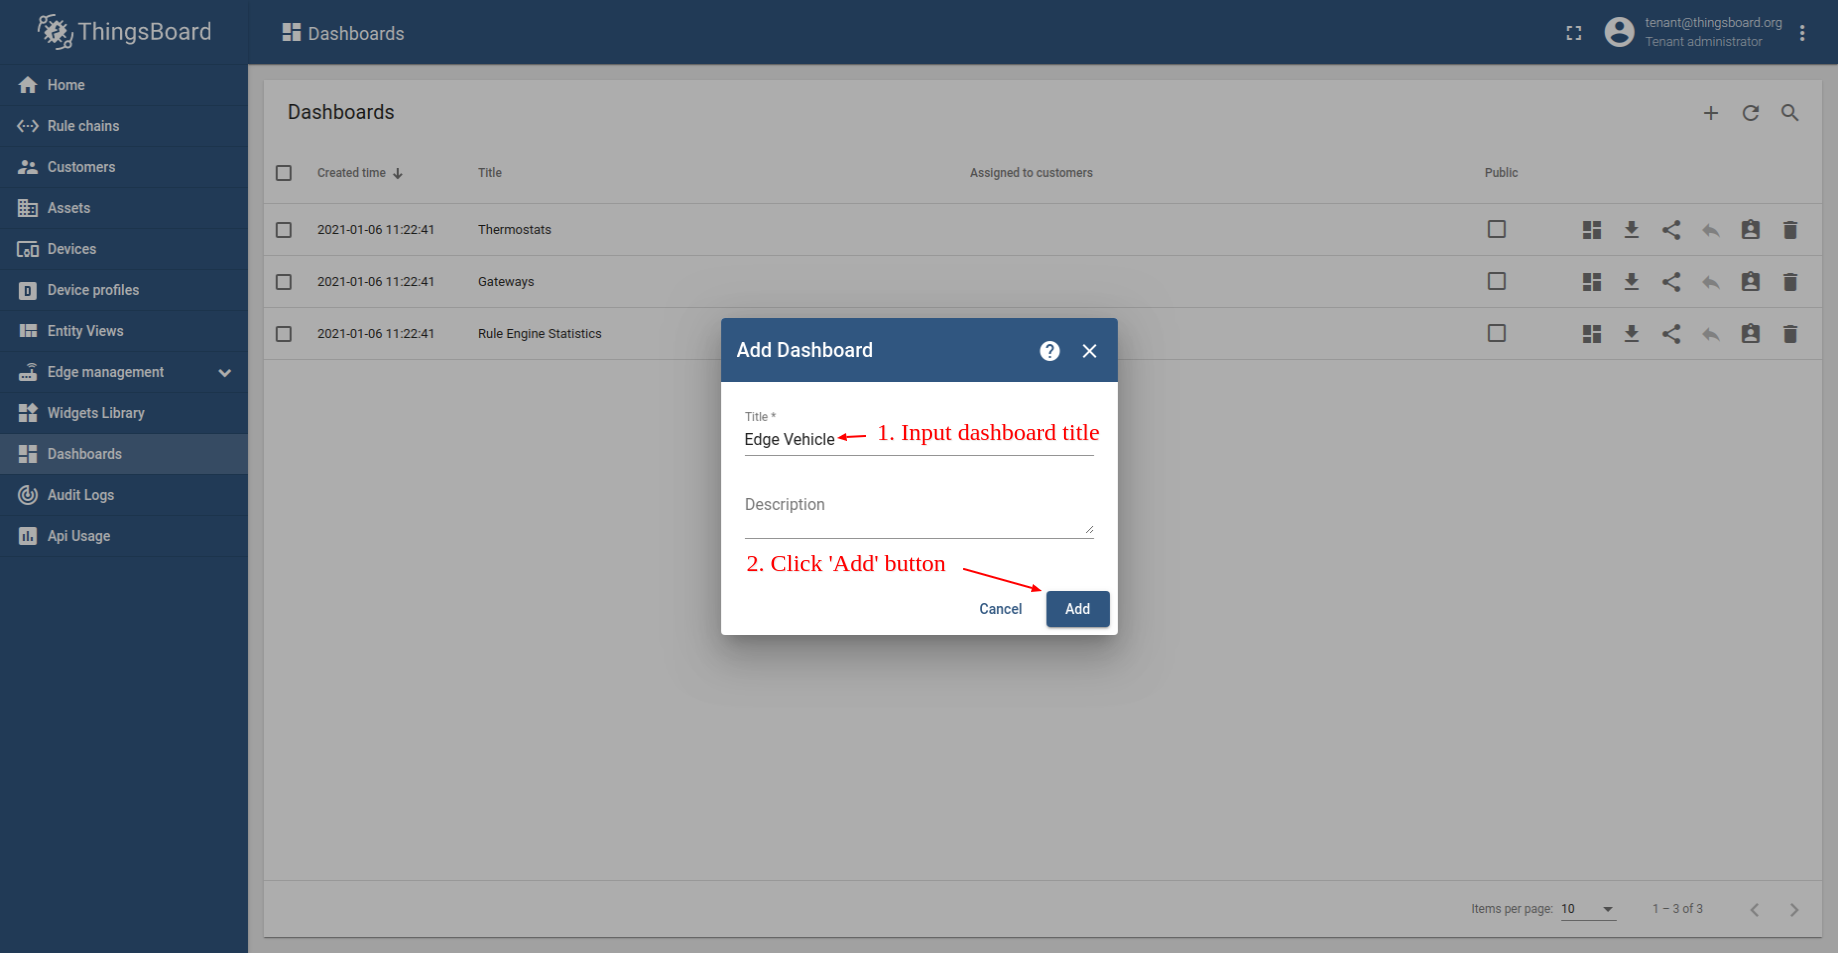 ThingsBoard
Dashboards
tenant@thingsboard.org
Tenant administrator
Home
Rule chains
Customers
Assets
Devices
Device profiles
Entity Views
Edge management
Widgets Library
Dashboards
Audit Logs
Api Usage
Dashboards
Created time Title Assigned to customers Public
2021-01-06 11:22:41 Thermostats
2021-01-06 11:22:41 Gateways
2021-01-06 11:22:41 Rule Engine Statistics
Add Dashboard ?
Title *
Edge Vehicle 1. Input dashboard title
Description
2. Click 'Add' button
Cancel Add
Items per page: 10 1 – 3 of 3